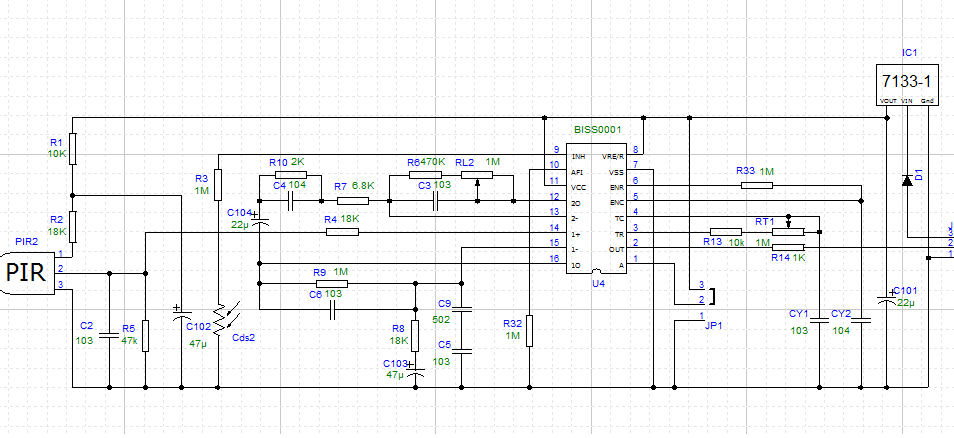 IC1
7133-1
VOUT VIN Gnd
BISS0001
R1
10K
R2
18K
PIR2
PIR
1
2
3
C2
103
R5
47k
C102
47µ
R3
1M
Cds2
R10 2K
C4 104
C104
22µ
R7 6.8K
R6 470K
C3 103
RL2 1M
R4 18K
R9 1M
C6 103
R8
18K
C103
47µ
C9
502
C5
103
R32
1M
9 INH VRE/R 8
10 AFI VSS 7
11 VCC ENR 6
12 2O ENC 5
13 2- TC 4
14 1+ TR 3
15 1- OUT 2
16 1O A 1
U4
3
2
1
JP1
R33 1M
R13 10k
RT1
1M
R14 1K
CY1
103
CY2
104
C101
22µ
D1
3
2
1